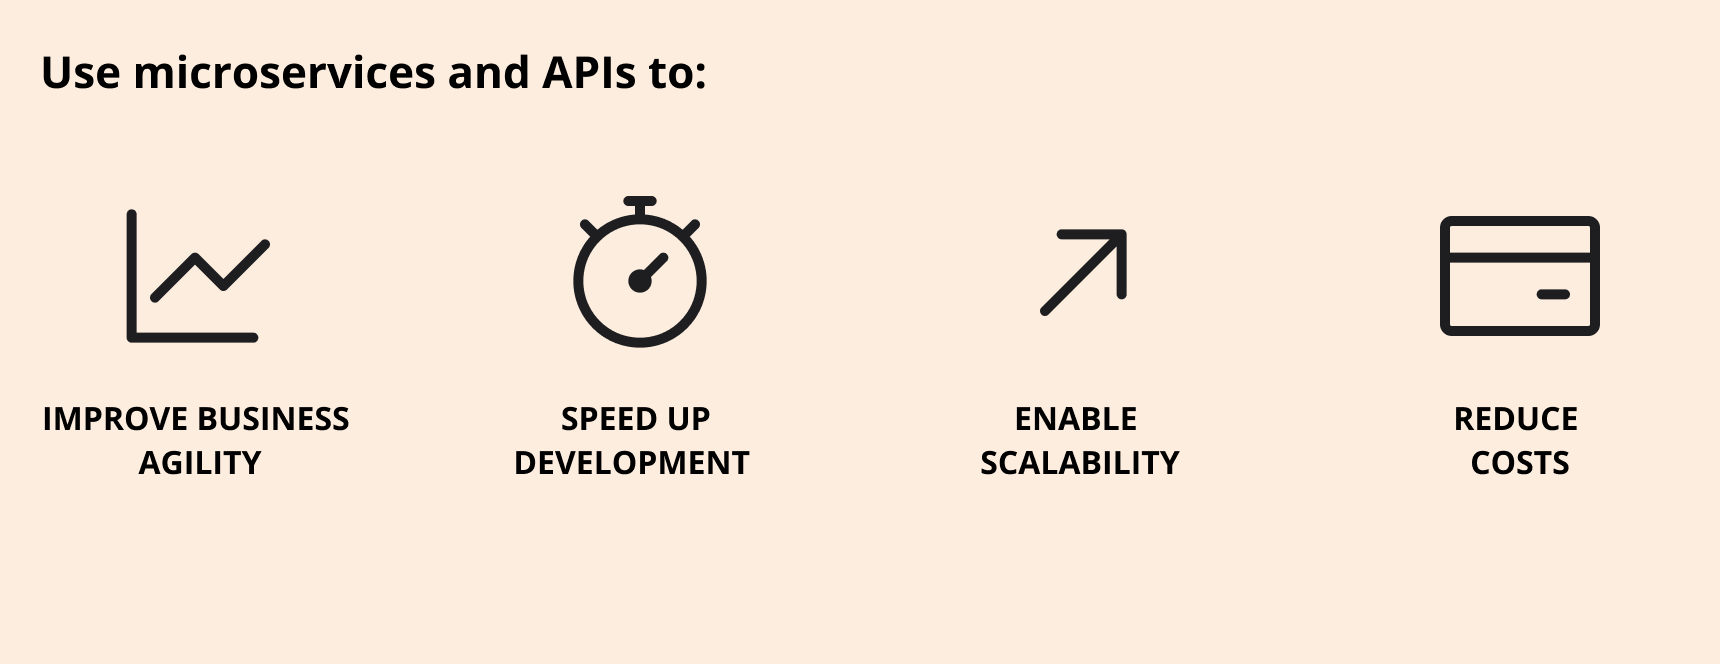 Use microservices and APIs to:
IMPROVE BUSINESS
AGILITY
SPEED UP
DEVELOPMENT
ENABLE
SCALABILITY
REDUCE
COSTS